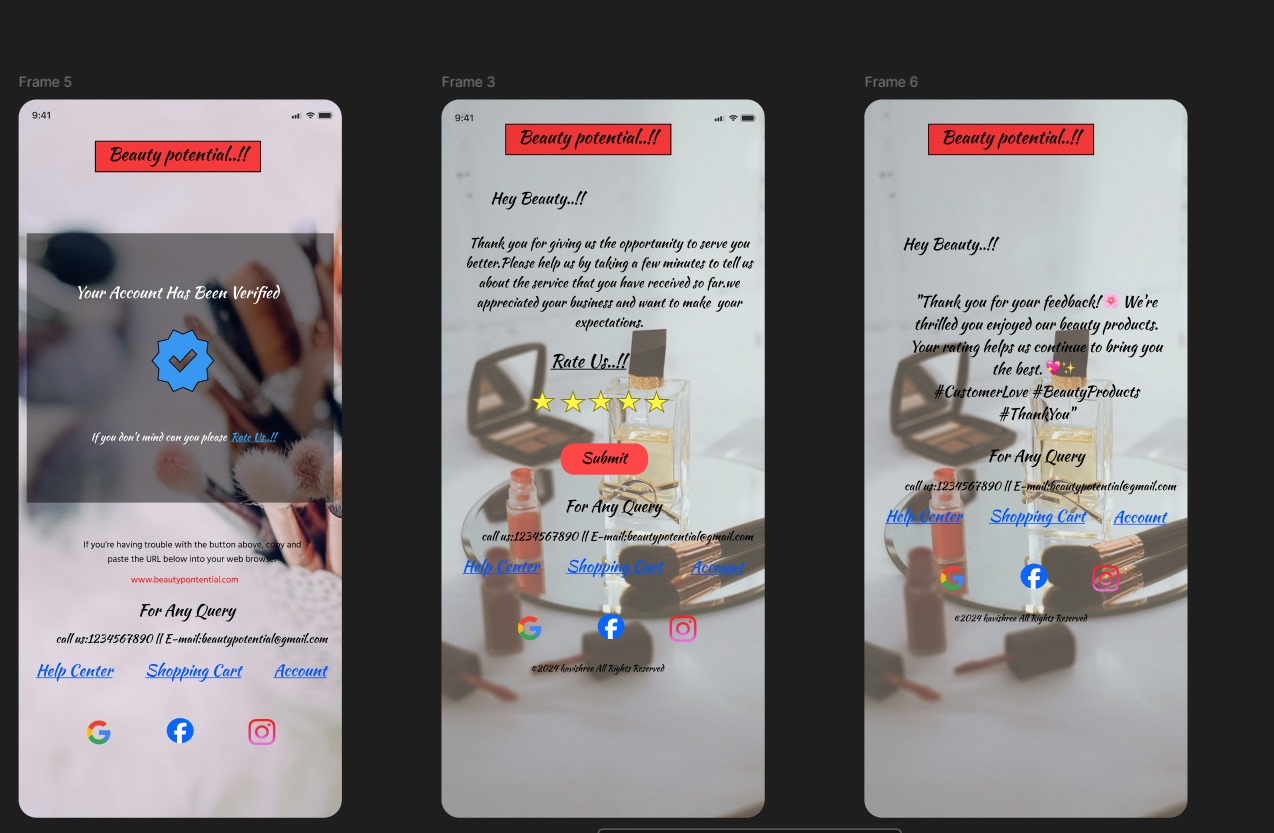 Frame 5
9:41
Beauty potential..!!
Your Account Has Been Verified
If you don't mind can you please Rate Us..!!
If you're having trouble with the button above, copy and
paste the URL below into your web browser.
www.beautypontential.com
For Any Query
call us:1234567890 || E-mail:beautypotential@gmail.com
Help Center Shopping Cart Account
Frame 3
9:41
Beauty potential..!!
Hey Beauty..!!
Thank you for giving us the opportunity to serve you
better.Please help us by taking a few minutes to tell us
about the service that you have received so far.we
appreciated your business and want to make your
expectations.
Rate Us..!!
Submit
For Any Query
call us:1234567890 || E-mail:beautypotential@gmail.com
Help Center Shopping Cart Account
©2024 kavishree All Rights Reserved
Frame 6
Beauty potential..!!
Hey Beauty..!!
"Thank you for your feedback! 🌸 We're
thrilled you enjoyed our beauty products.
Your rating helps us continue to bring you
the best. 💖✨
#CustomerLove #BeautyProducts
#ThankYou"
For Any Query
call us:1234567890 || E-mail:beautypotential@gmail.com
Help Center Shopping Cart Account
©2024 kavishree All Rights Reserved